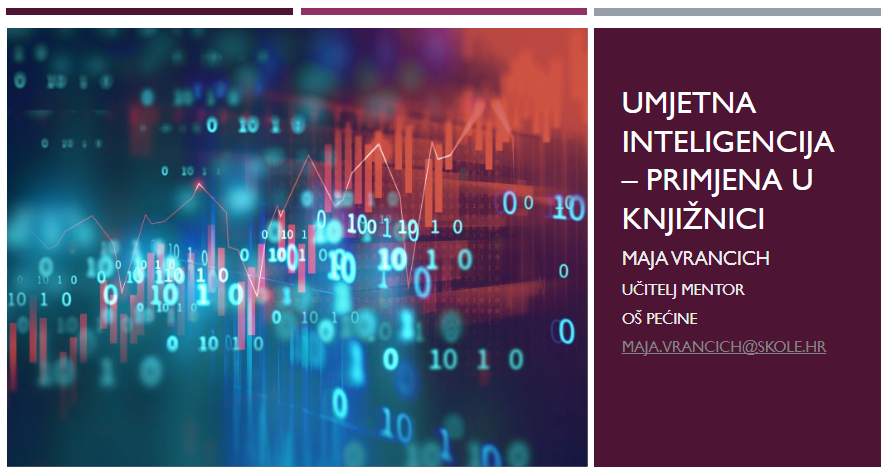 UMJETNA
INTELIGENCIJA
– PRIMJENA U
KNJIŽNICI
MAJA VRANCICH
UČITELJ MENTOR
OŠ PEĆINE
MAJA.VRANCICH@SKOLE.HR